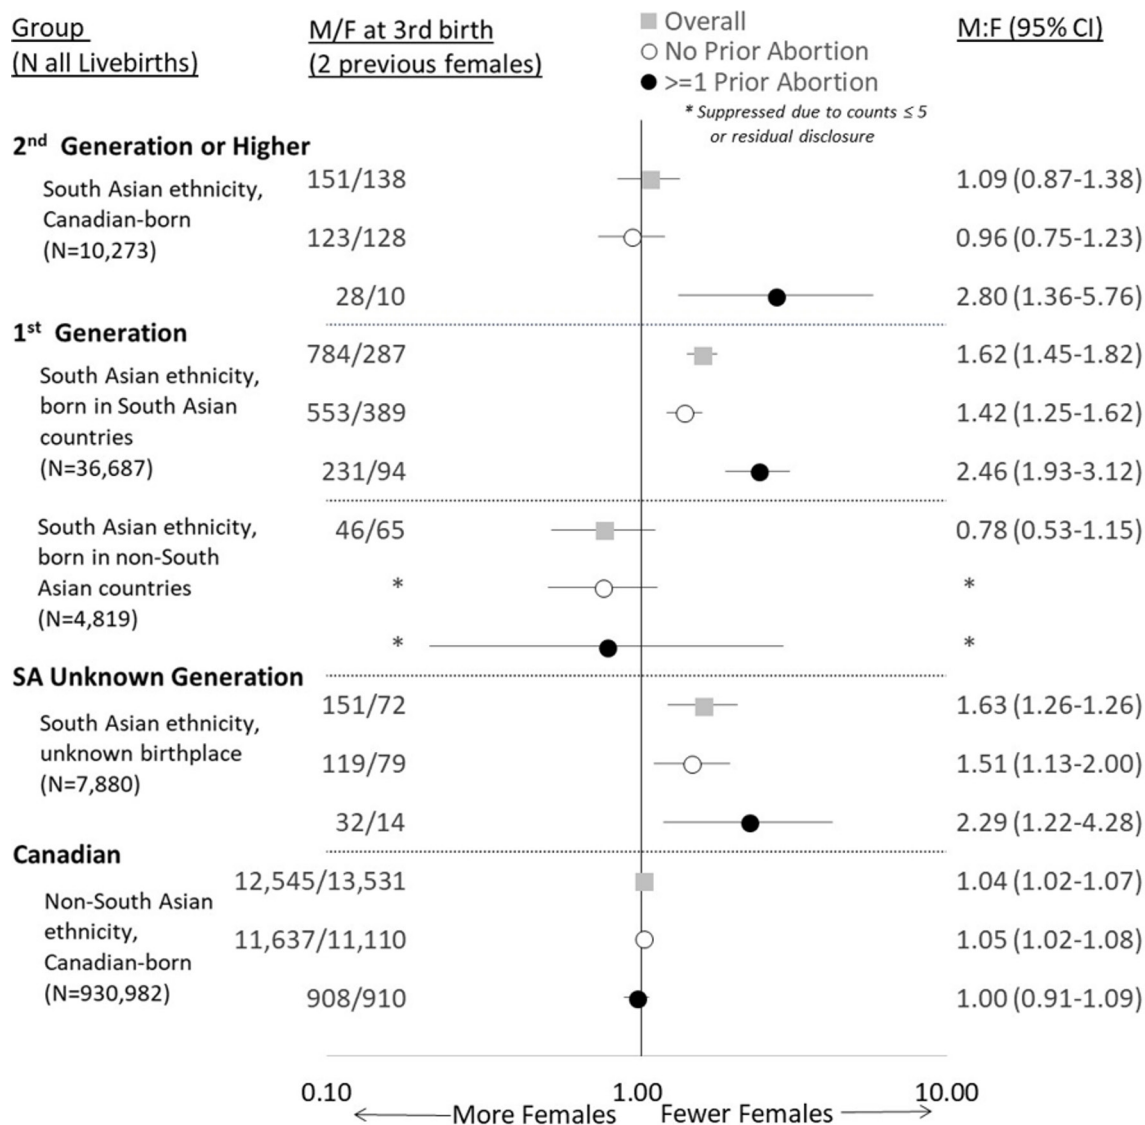 Group
(N all Livebirths)
M/F at 3rd birth
(2 previous females)
Overall
No Prior Abortion
>=1 Prior Abortion
* Suppressed due to counts ≤ 5
or residual disclosure
M:F (95% CI)
2nd Generation or Higher
South Asian ethnicity,
Canadian-born
(N=10,273)
151/138
1.09 (0.87-1.38)
123/128
0.96 (0.75-1.23)
28/10
2.80 (1.36-5.76)
1st Generation
South Asian ethnicity,
born in South Asian
countries
(N=36,687)
784/287
1.62 (1.45-1.82)
553/389
1.42 (1.25-1.62)
231/94
2.46 (1.93-3.12)
South Asian ethnicity,
born in non-South
Asian countries
(N=4,819)
46/65
0.78 (0.53-1.15)
*
*
*
*
SA Unknown Generation
South Asian ethnicity,
unknown birthplace
(N=7,880)
151/72
1.63 (1.26-1.26)
119/79
1.51 (1.13-2.00)
32/14
2.29 (1.22-4.28)
Canadian
Non-South Asian
ethnicity,
Canadian-born
(N=930,982)
12,545/13,531
1.04 (1.02-1.07)
11,637/11,110
1.05 (1.02-1.08)
908/910
1.00 (0.91-1.09)
0.10
1.00
10.00
More Females
Fewer Females